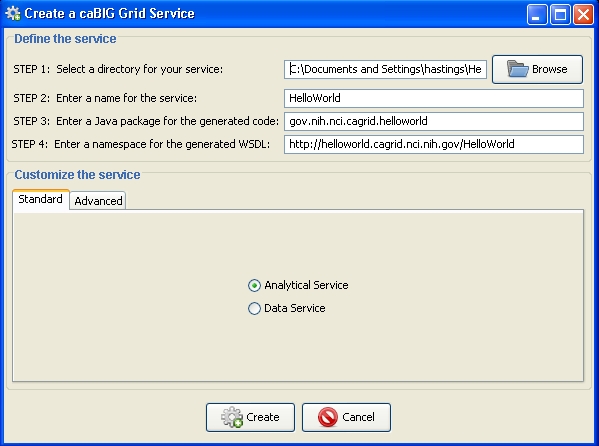 Create a caBIG Grid Service
Define the service
STEP 1: Select a directory for your service: C:\Documents and Settings\hastings\He Browse
STEP 2: Enter a name for the service: HelloWorld
STEP 3: Enter a Java package for the generated code: gov.nih.nci.cagrid.helloworld
STEP 4: Enter a namespace for the generated WSDL: http://helloworld.cagrid.nci.nih.gov/HelloWorld
Customize the service
Standard Advanced
Analytical Service
Data Service
Create Cancel